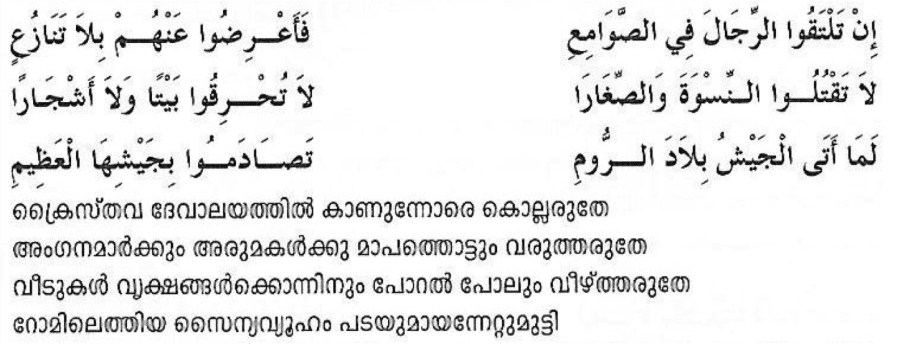 إِنْ تَلْتَقُوا الرِّجَالَ فِي الصَّوَامِعِ فَأَعْـرِضُوا عَنْهُـمْ بِلاَ تَنَازُعٍ
لاَ تَقْتُلُـوا النِّسْوَةَ وَالصِّغَارَا لاَ تُحْـرِقُوا بَيْتًا وَلاَ أَشْجَارًا
لَمَا أَتَى الْجَيْشُ بِلاَدَ الـرُّومِ تَصَادَمُـوا بِجَيْشِهَا الْعَظِيمِ
ക്രൈസ്തവ ദേവാലയത്തിൽ കാണുന്നോരെ കൊല്ലരുതേ
അംഗനമാർക്കും അരുമകൾക്കു മാപത്തൊട്ടും വരുത്തരുതേ
വീടുകൾ വൃക്ഷങ്ങൾക്കൊന്നിനും പോറൽ പോലും വീഴ്ത്തരുതേ
റോമിലെത്തിയ സൈന്യവ്യൂഹം പടയുമായന്നേറ്റുമുട്ടി